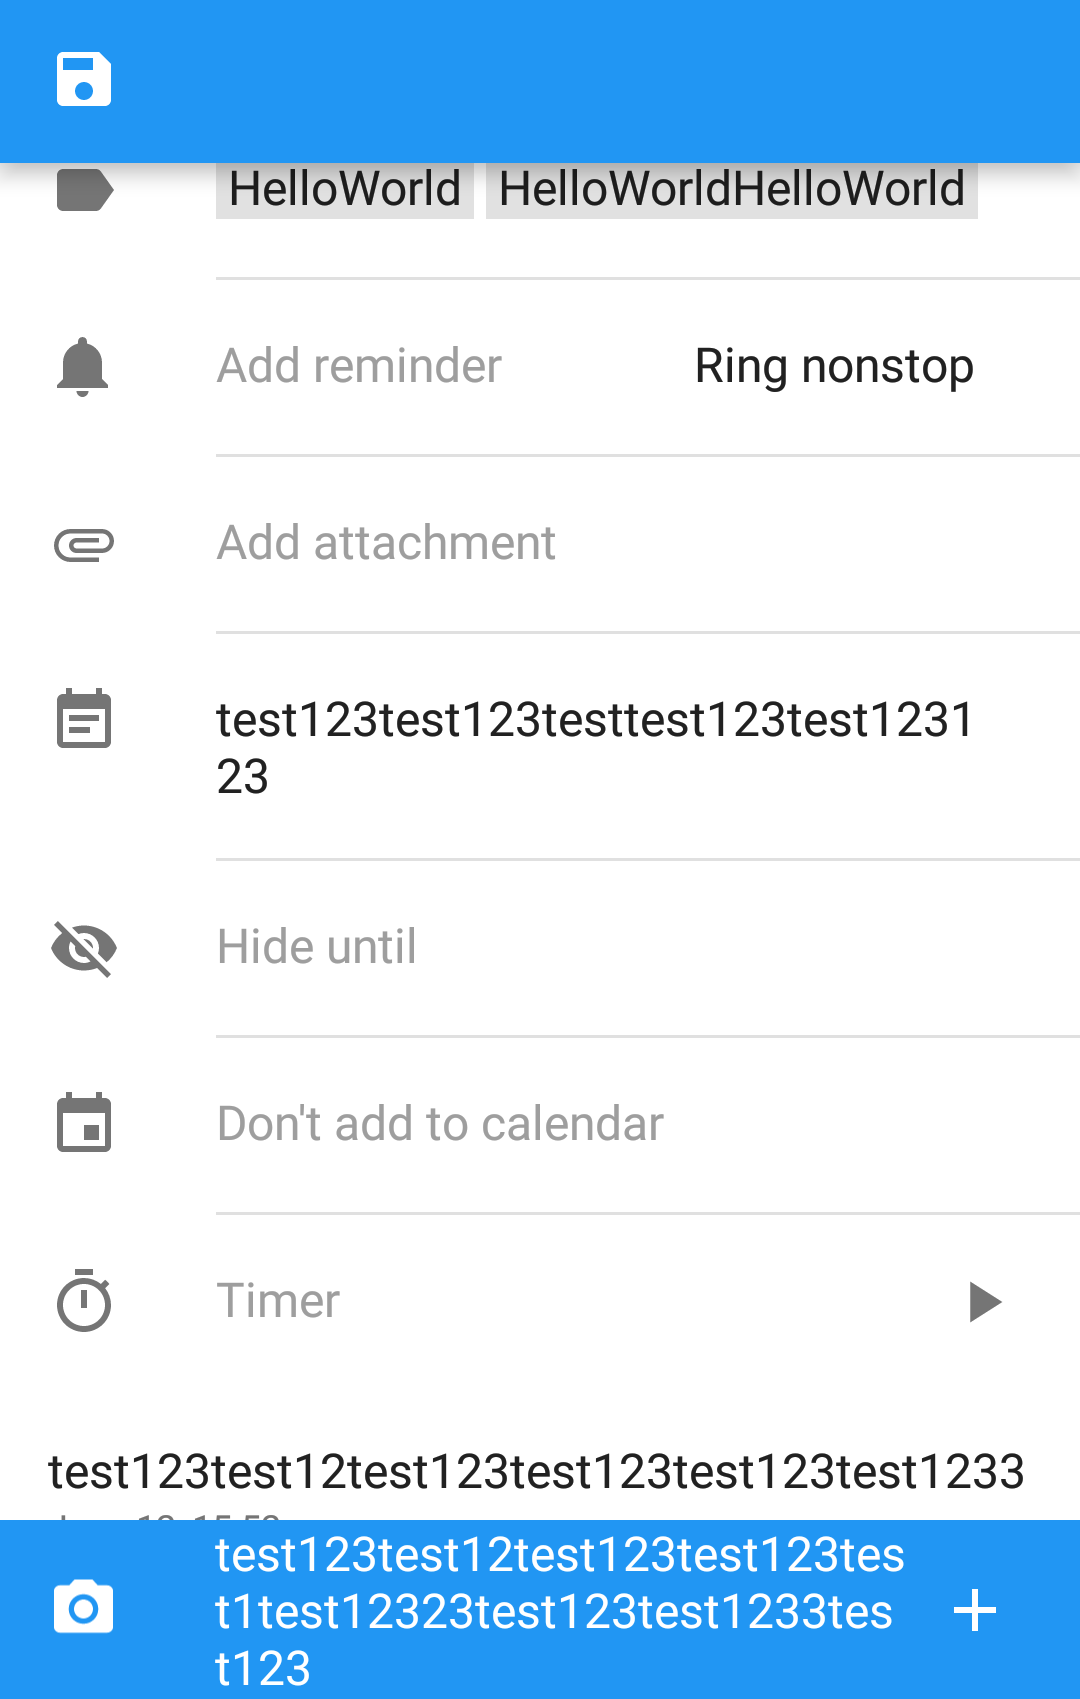 HelloWorld HelloWorldHelloWorld
Add reminder Ring nonstop
Add attachment
test123test123testtest123test1231
23
Hide until
Don't add to calendar
Timer
test123test12test123test123test123test1233
test123test12test123test123tes
t1test12323test123test1233tes
t123